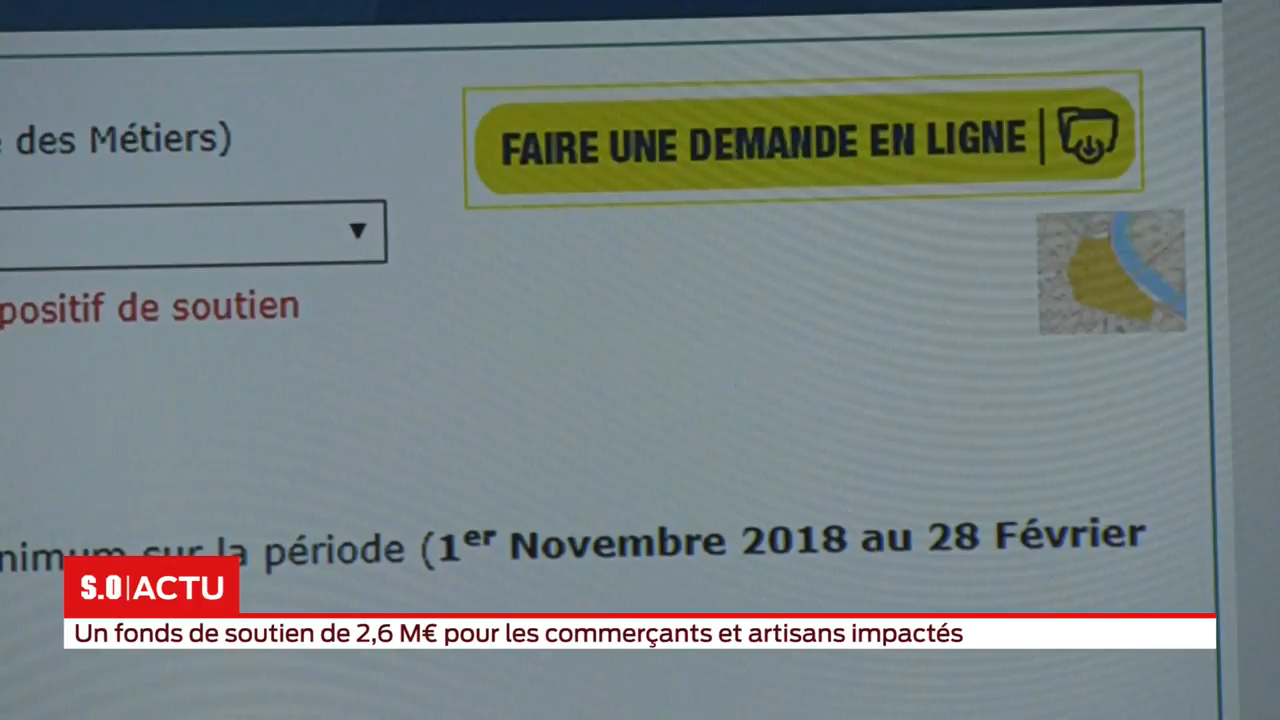 des Métiers)
FAIRE UNE DEMANDE EN LIGNE
positif de soutien
sur la période (1er Novembre 2018 au 28 Février
S.O ACTU
Un fonds de soutien de 2,6 M€ pour les commerçants et artisans impactés